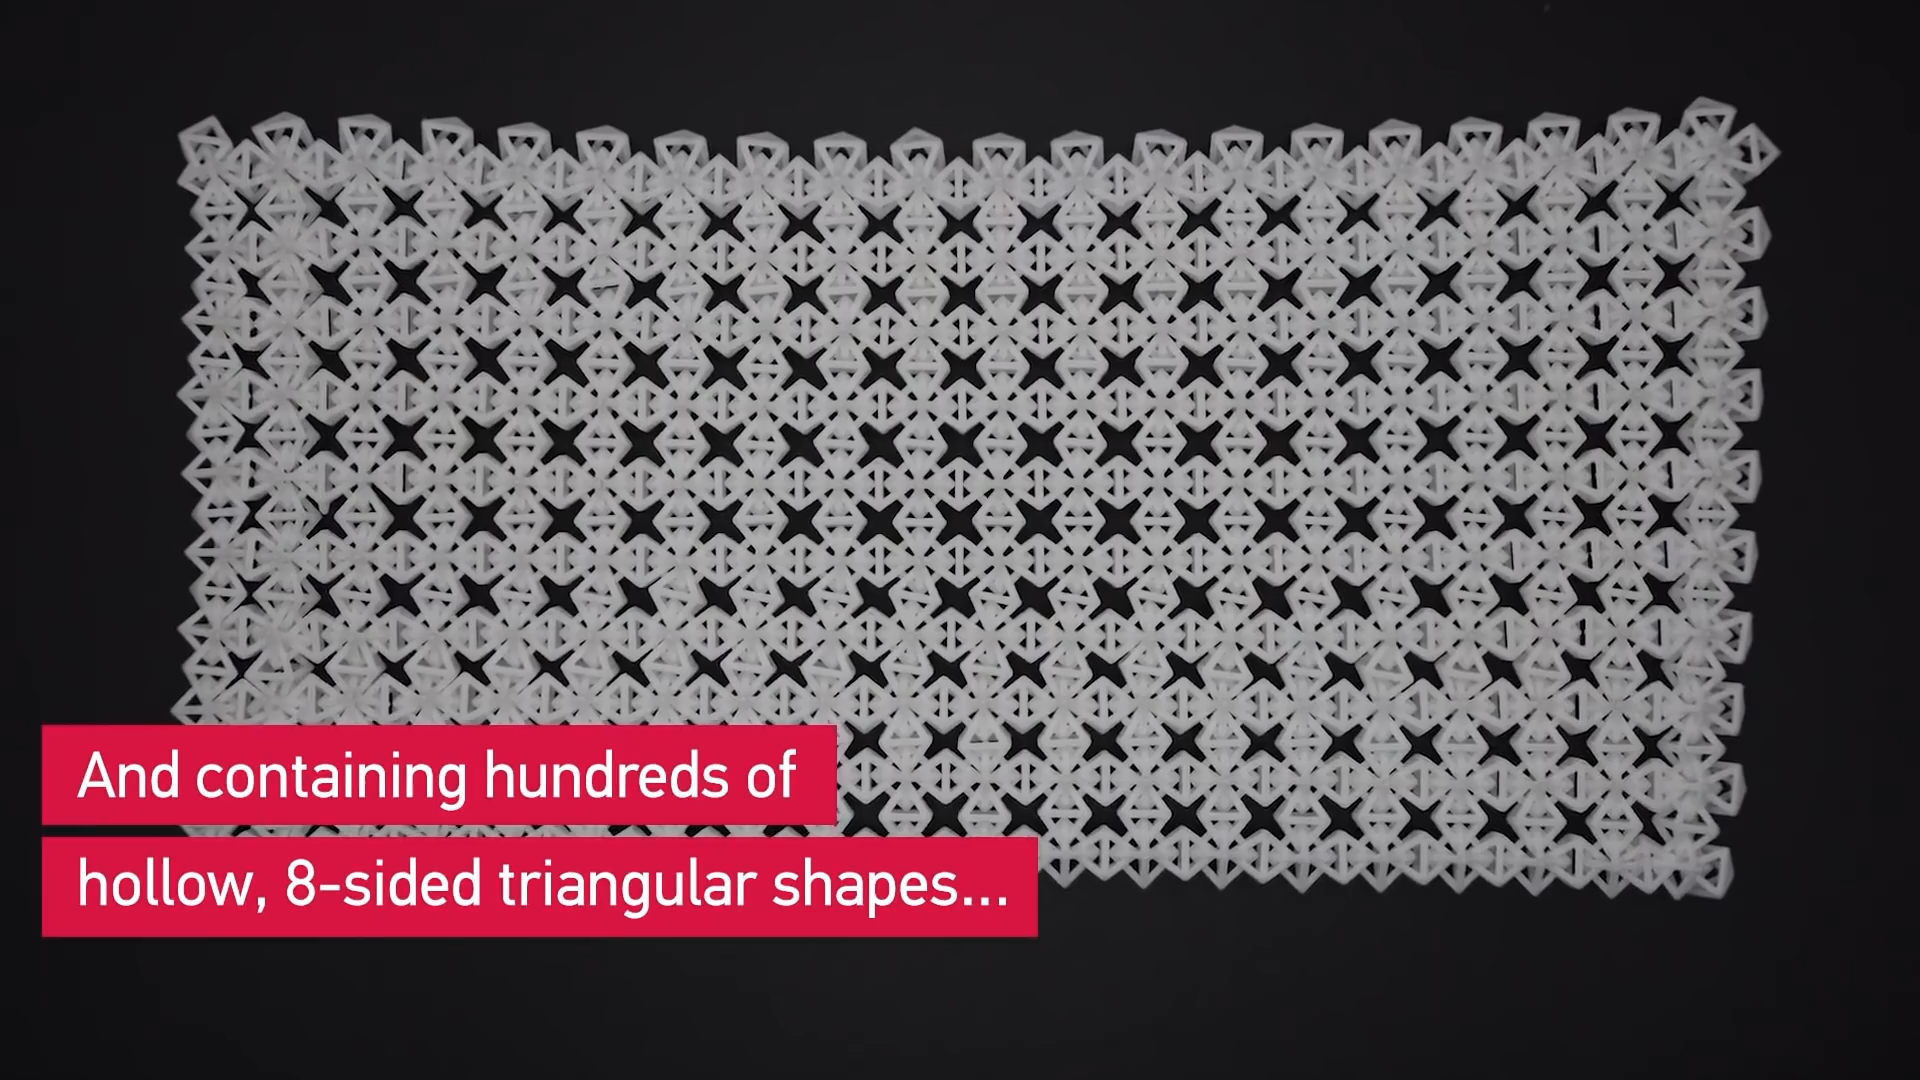 And containing hundreds of
hollow, 8-sided triangular shapes...